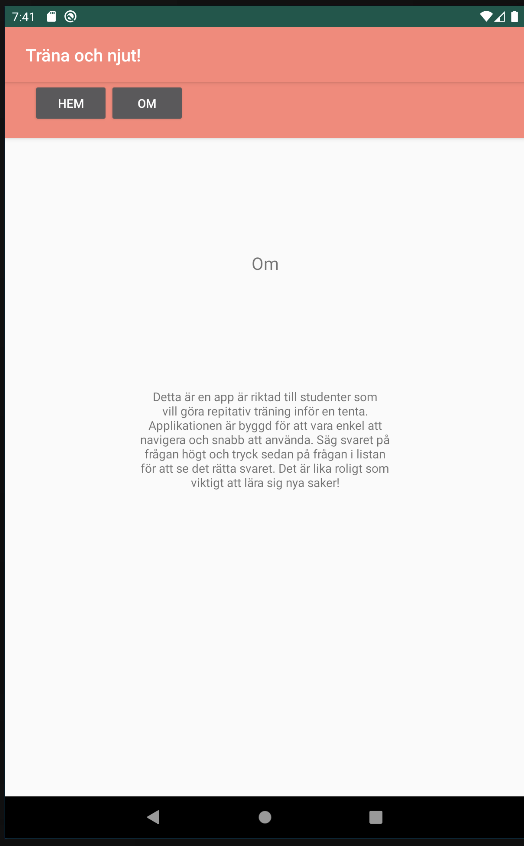 7:41
Träna och njut!
HEM OM
Om
Detta är en app är riktad till studenter som
vill göra repitativ träning inför en tenta.
Applikationen är byggd för att vara enkel att
navigera och snabb att använda. Säg svaret på
frågan högt och tryck sedan på frågan i listan
för att se det rätta svaret. Det är lika roligt som
viktigt att lära sig nya saker!